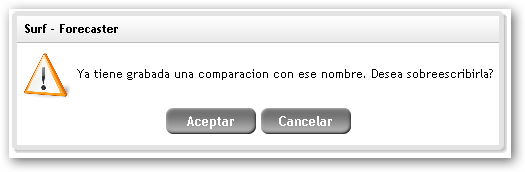 Surf - Forecaster
Ya tiene grabada una comparacion con ese nombre. Desea sobreescribirla?
Aceptar Cancelar